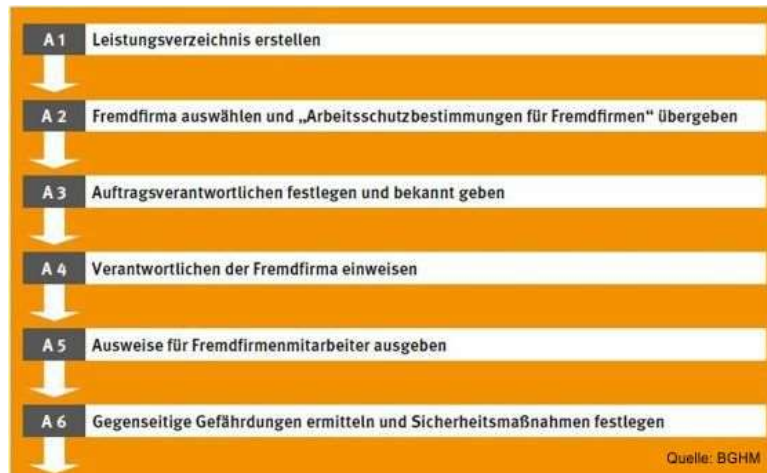 A 1 Leistungsverzeichnis erstellen
A 2 Fremdfirma auswählen und „Arbeitsschutzbestimmungen für Fremdfirmen“ übergeben
A 3 Auftragsverantwortlichen festlegen und bekannt geben
A 4 Verantwortlichen der Fremdfirma einweisen
A 5 Ausweise für Fremdfirmenmitarbeiter ausgeben
A 6 Gegenseitige Gefährdungen ermitteln und Sicherheitsmaßnahmen festlegen
Quelle: BGHM